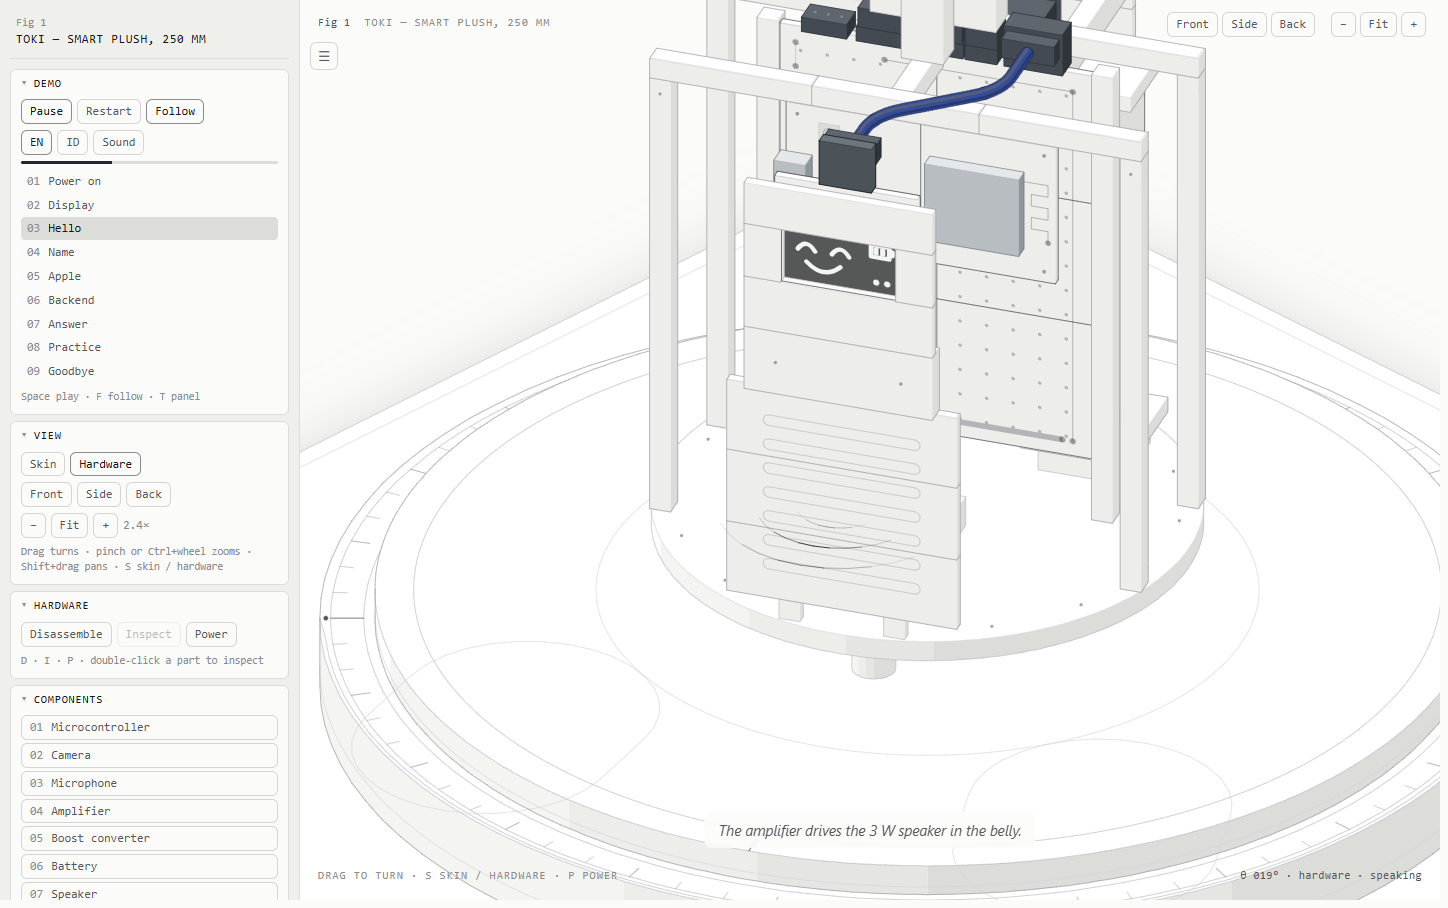 Fig 1
TOKI — SMART PLUSH, 250 MM
▾ DEMO
Pause Restart Follow
EN ID Sound
01 Power on
02 Display
03 Hello
04 Name
05 Apple
06 Backend
07 Answer
08 Practice
09 Goodbye
Space play · F follow · T panel
▾ VIEW
Skin Hardware
Front Side Back
− Fit + 2.4×
Drag turns · pinch or Ctrl+wheel zooms ·
Shift+drag pans · S skin / hardware
▾ HARDWARE
Disassemble Inspect Power
D · I · P · double-click a part to inspect
▾ COMPONENTS
01 Microcontroller
02 Camera
03 Microphone
04 Amplifier
05 Boost converter
06 Battery
07 Speaker
Fig 1 TOKI — SMART PLUSH, 250 MM
Front Side Back − Fit +
The amplifier drives the 3 W speaker in the belly.
DRAG TO TURN · S SKIN / HARDWARE · P POWER
θ 019° · hardware · speaking